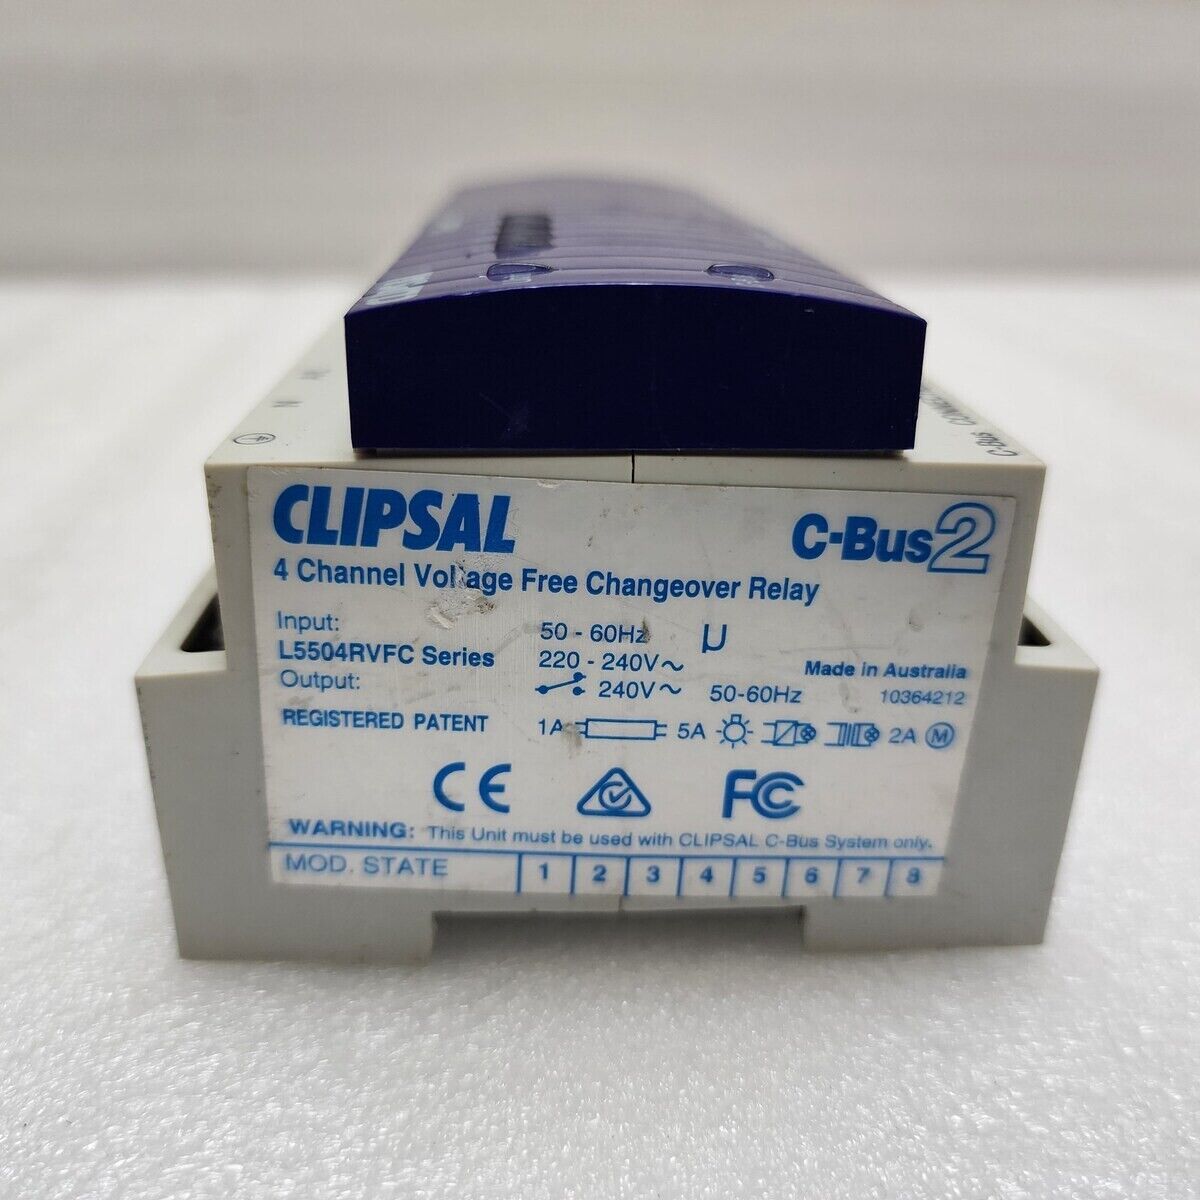 N
C-BUS
CLIPSAL
C-Bus2
4 Channel Voltage Free Changeover Relay
Input:
50 - 60Hz
μ
L5504RVFC Series
220 - 240V~
Made in Australia
Output:
240V~ 50-60Hz
10364212
REGISTERED PATENT
1A 5A 2A M
CE
FCC
WARNING: This Unit must be used with CLIPSAL C-Bus System only.
MOD. STATE 1 2 3 4 5 6 7 8